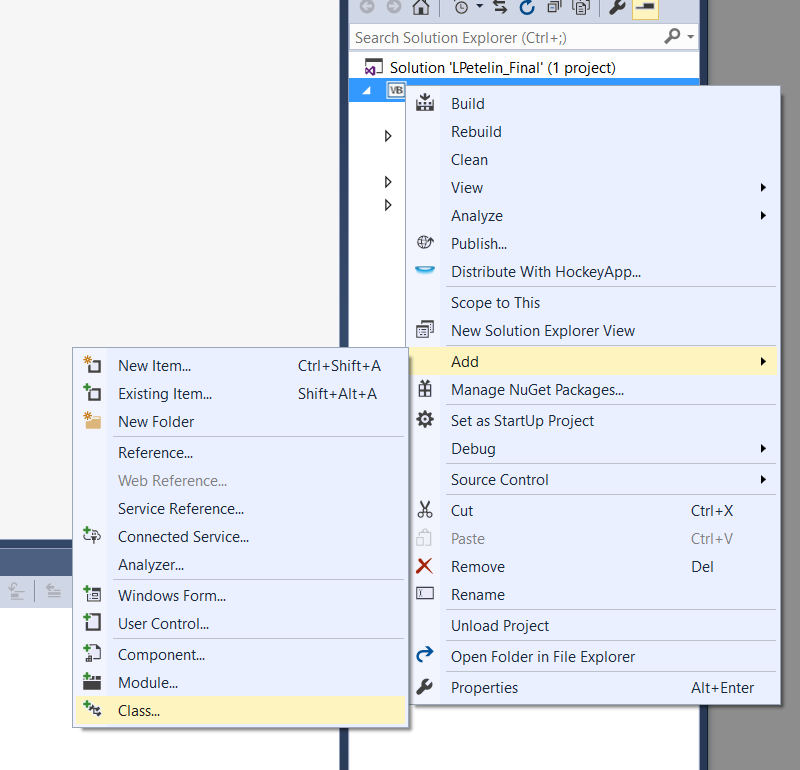 Search Solution Explorer (Ctrl+;)
Solution 'LPetelin_Final' (1 project)
VB
Build
Rebuild
Clean
View
Analyze
Publish...
Distribute With HockeyApp...
Scope to This
New Solution Explorer View
Add
Manage NuGet Packages...
Set as StartUp Project
Debug
Source Control
Cut Ctrl+X
Paste Ctrl+V
Remove Del
Rename
Unload Project
Open Folder in File Explorer
Properties Alt+Enter
New Item... Ctrl+Shift+A
Existing Item... Shift+Alt+A
New Folder
Reference...
Web Reference...
Service Reference...
Connected Service...
Analyzer...
Windows Form...
User Control...
Component...
Module...
Class...